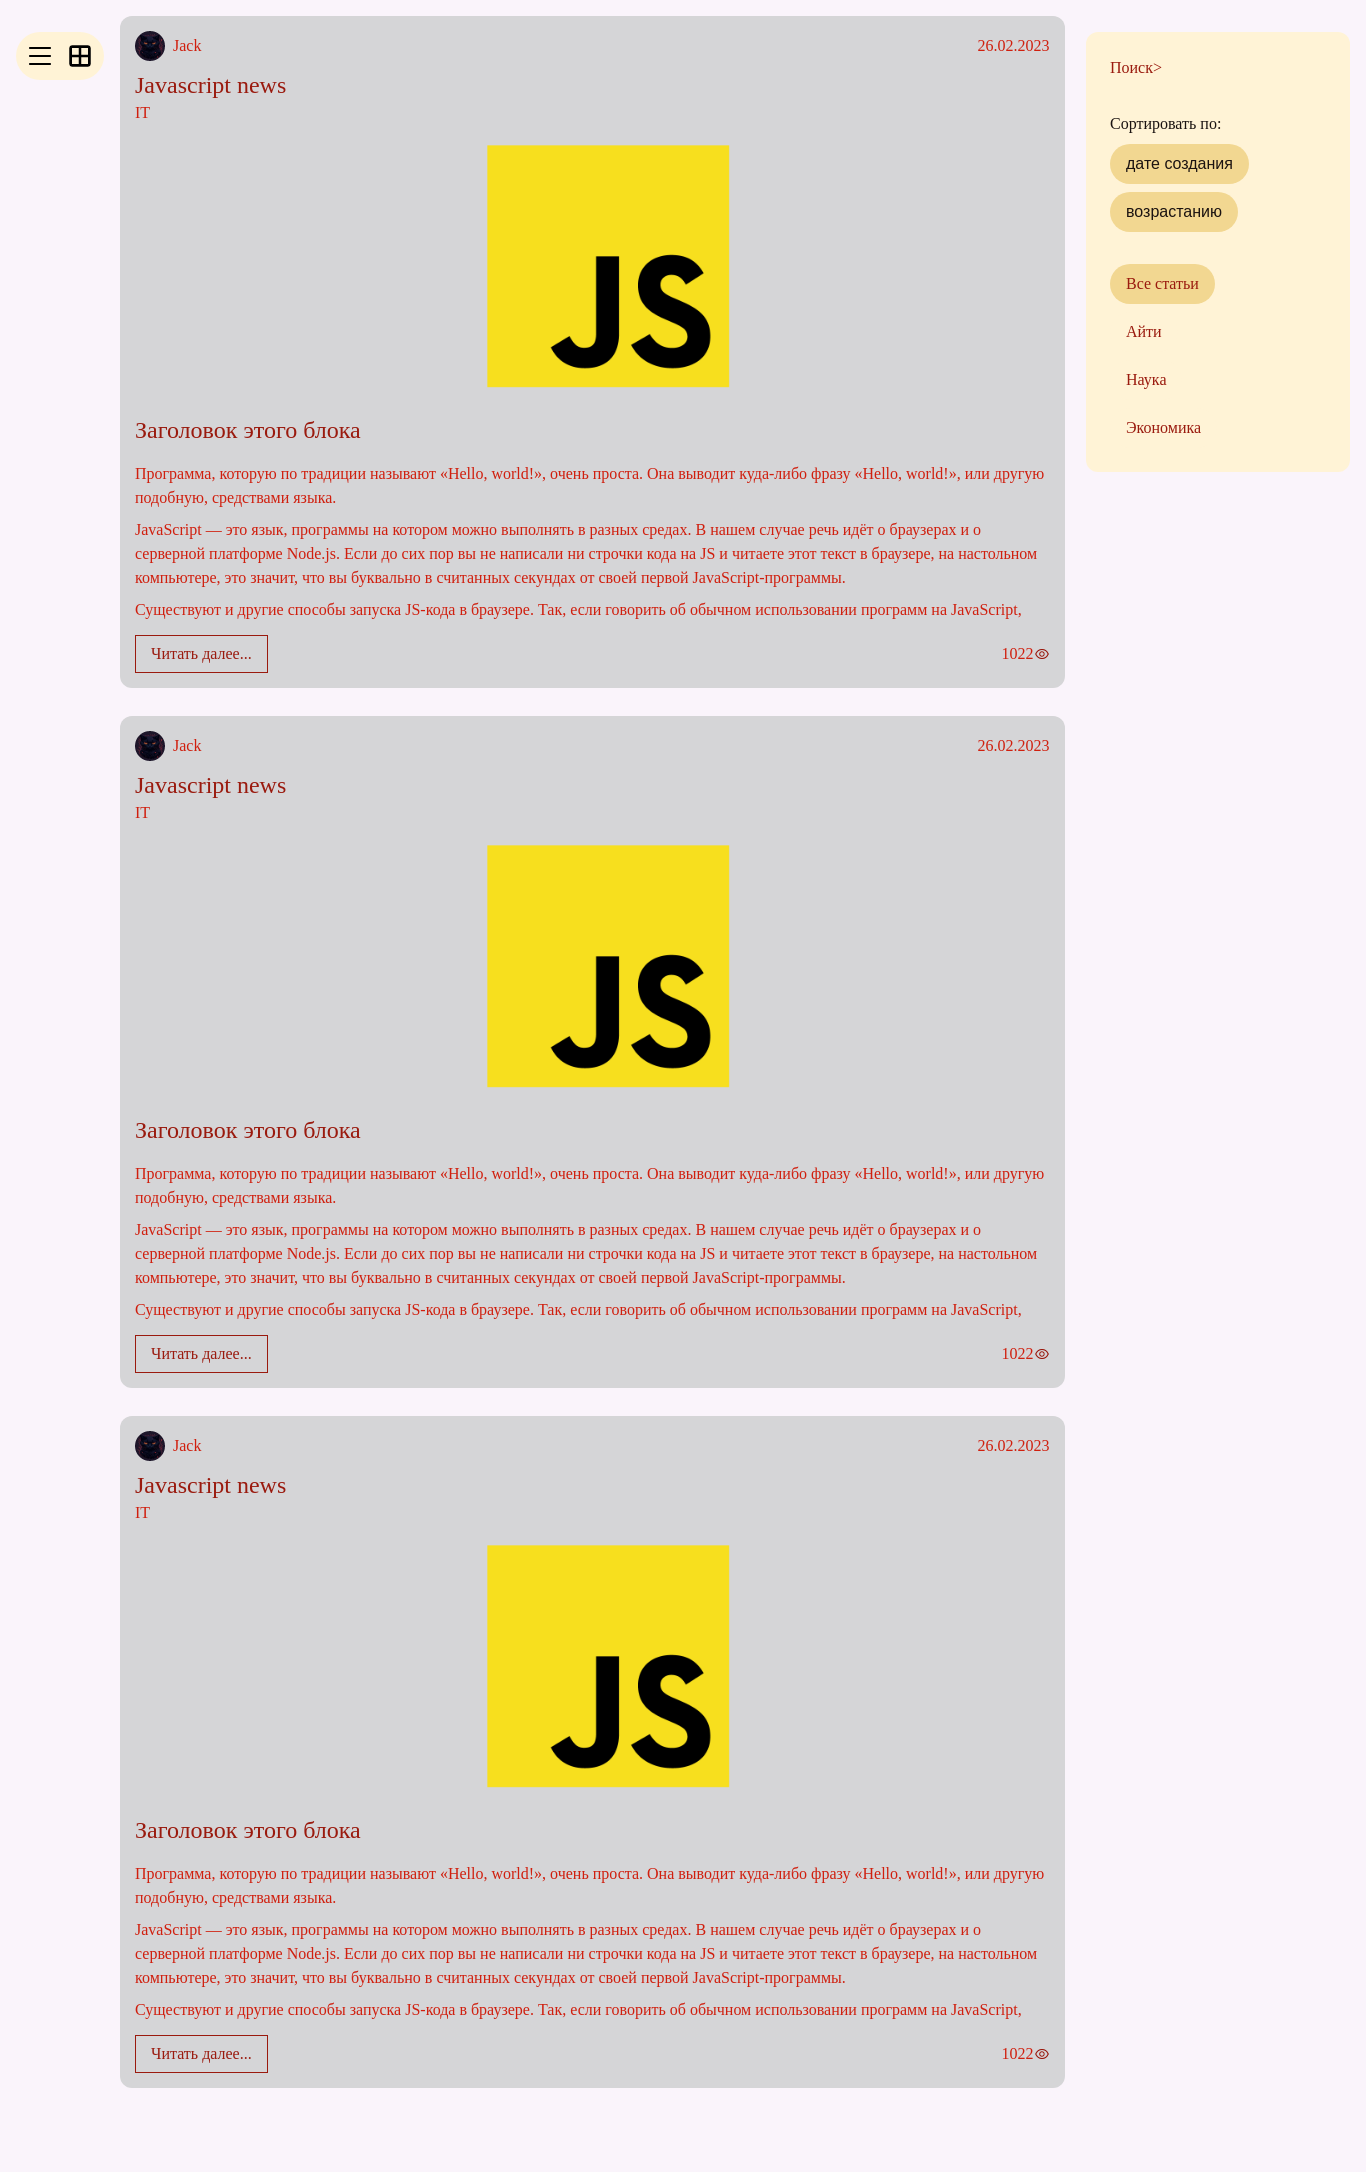 Jack
26.02.2023
Javascript news
IT
JS
Заголовок этого блока
Программа, которую по традиции называют «Hello, world!», очень проста. Она выводит куда-либо фразу «Hello, world!», или другую
подобную, средствами языка.
JavaScript — это язык, программы на котором можно выполнять в разных средах. В нашем случае речь идёт о браузерах и о
серверной платформе Node.js. Если до сих пор вы не написали ни строчки кода на JS и читаете этот текст в браузере, на настольном
компьютере, это значит, что вы буквально в считанных секундах от своей первой JavaScript-программы.
Существуют и другие способы запуска JS-кода в браузере. Так, если говорить об обычном использовании программ на JavaScript,
Читать далее...
1022
Jack
26.02.2023
Javascript news
IT
JS
Заголовок этого блока
Программа, которую по традиции называют «Hello, world!», очень проста. Она выводит куда-либо фразу «Hello, world!», или другую
подобную, средствами языка.
JavaScript — это язык, программы на котором можно выполнять в разных средах. В нашем случае речь идёт о браузерах и о
серверной платформе Node.js. Если до сих пор вы не написали ни строчки кода на JS и читаете этот текст в браузере, на настольном
компьютере, это значит, что вы буквально в считанных секундах от своей первой JavaScript-программы.
Существуют и другие способы запуска JS-кода в браузере. Так, если говорить об обычном использовании программ на JavaScript,
Читать далее...
1022
Jack
26.02.2023
Javascript news
IT
JS
Заголовок этого блока
Программа, которую по традиции называют «Hello, world!», очень проста. Она выводит куда-либо фразу «Hello, world!», или другую
подобную, средствами языка.
JavaScript — это язык, программы на котором можно выполнять в разных средах. В нашем случае речь идёт о браузерах и о
серверной платформе Node.js. Если до сих пор вы не написали ни строчки кода на JS и читаете этот текст в браузере, на настольном
компьютере, это значит, что вы буквально в считанных секундах от своей первой JavaScript-программы.
Существуют и другие способы запуска JS-кода в браузере. Так, если говорить об обычном использовании программ на JavaScript,
Читать далее...
1022
Поиск>
Сортировать по:
дате создания
возрастанию
Все статьи
Айти
Наука
Экономика